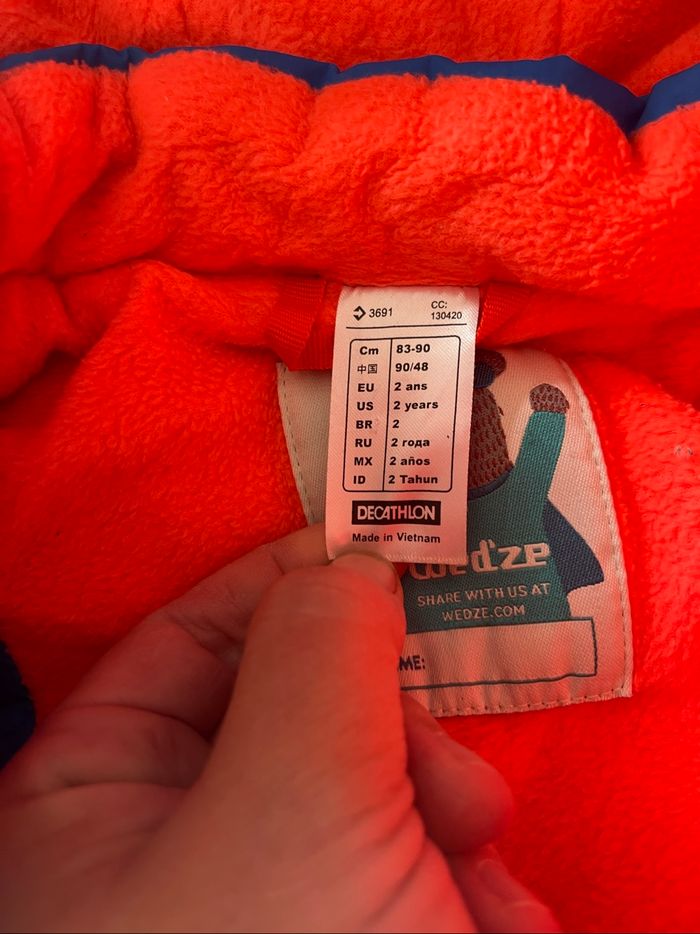 3691
CC:
130420
Cm 83-90
中国 90/48
EU 2 ans
US 2 years
BR 2
RU 2 года
MX 2 años
ID 2 Tahun
DECATHLON
Made in Vietnam
wed'ze
SHARE WITH US AT
WEDZE.COM
ME: